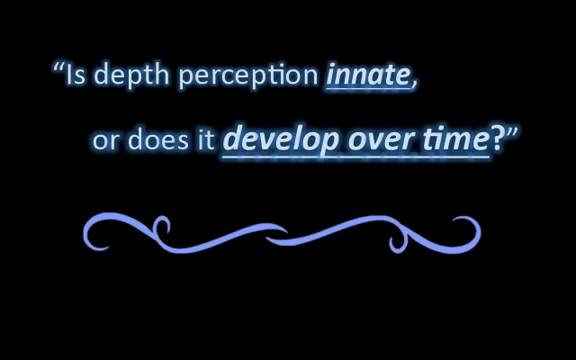 “Is depth perception innate,
or does it develop over time?”